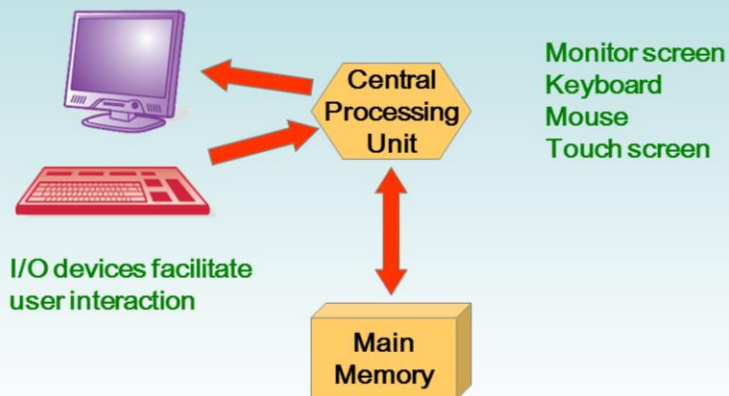 Central
Processing
Unit
Monitor screen
Keyboard
Mouse
Touch screen
I/O devices facilitate
user interaction
Main
Memory